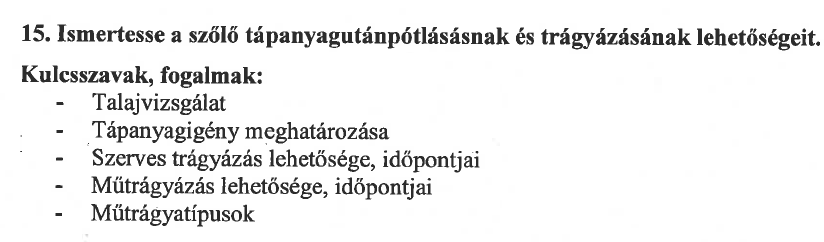 15. Ismertesse a szőlő tápanyagutánpótlásásnak és trágyázásának lehetőségeit.
Kulcsszavak, fogalmak:
- Talajvizsgálat
- Tápanyagigény meghatározása
- Szerves trágyázás lehetősége, időpontjai
- Műtrágyázás lehetősége, időpontjai
- Műtrágyatípusok